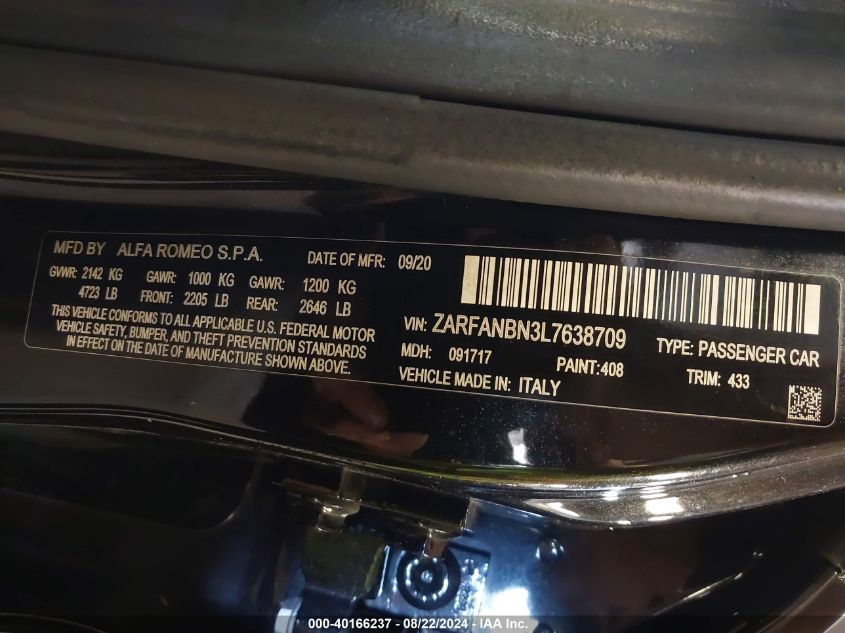 MFD BY ALFA ROMEO S.P.A. DATE OF MFR: 09/20
GVWR: 2142 KG GAWR: 1000 KG GAWR: 1200 KG
4723 LB FRONT: 2205 LB REAR: 2646 LB
THIS VEHICLE CONFORMS TO ALL APPLICABLE U.S. FEDERAL MOTOR
VEHICLE SAFETY, BUMPER, AND THEFT PREVENTION STANDARDS
IN EFFECT ON THE DATE OF MANUFACTURE SHOWN ABOVE.
VIN: ZARFANBN3L7638709 TYPE: PASSENGER CAR
MDH: 091717 PAINT:408 TRIM: 433
VEHICLE MADE IN: ITALY
000-40166237 - 08/22/2024 - IAA Inc.